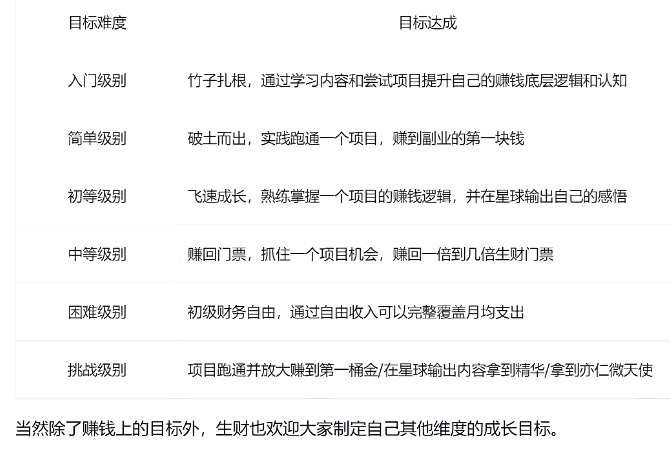 目标难度 目标达成
入门级别 竹子扎根，通过学习内容和尝试项目提升自己的赚钱底层逻辑和认知
简单级别 破土而出，实践跑通一个项目，赚到副业的第一块钱
初等级别 飞速成长，熟练掌握一个项目的赚钱逻辑，并在星球输出自己的感悟
中等级别 赚回门票，抓住一个项目机会，赚回一倍到几倍生财门票
困难级别 初级财务自由，通过自由收入可以完整覆盖月均支出
挑战级别 项目跑通并放大赚到第一桶金/在星球输出内容拿到精华/拿到亦仁微天使
当然除了赚钱上的目标外，生财也欢迎大家制定自己其他维度的成长目标。